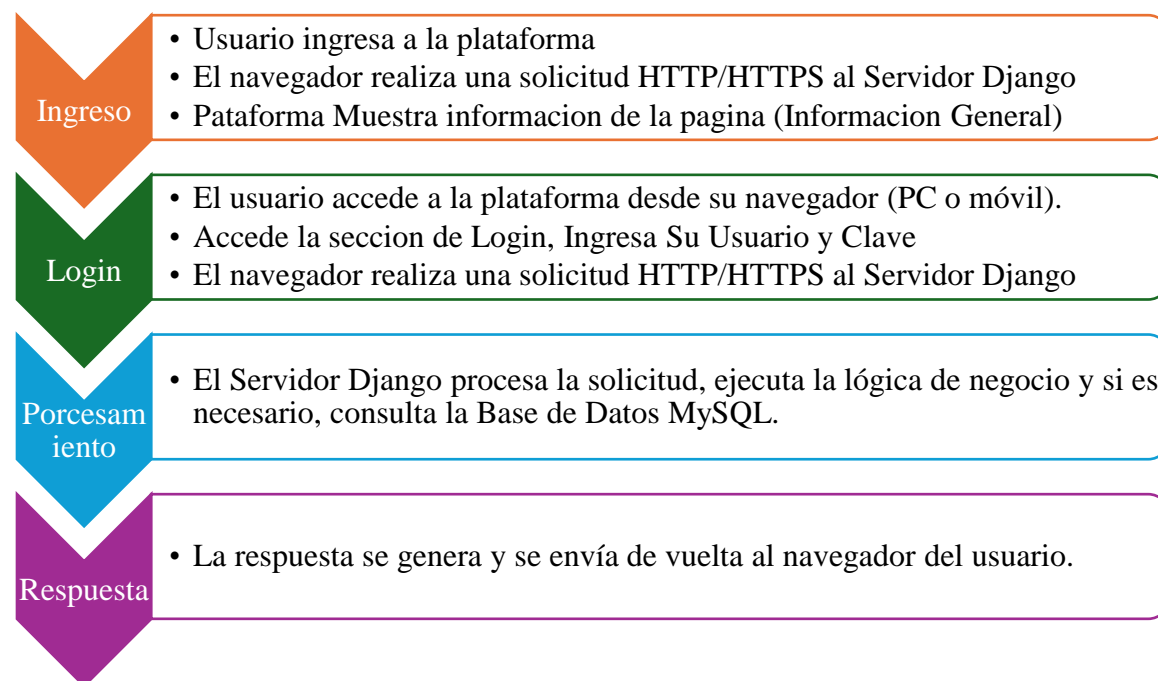 Ingreso
• Usuario ingresa a la plataforma
• El navegador realiza una solicitud HTTP/HTTPS al Servidor Django
• Pataforma Muestra informacion de la pagina (Informacion General)
Login
• El usuario accede a la plataforma desde su navegador (PC o móvil).
• Accede la seccion de Login, Ingresa Su Usuario y Clave
• El navegador realiza una solicitud HTTP/HTTPS al Servidor Django
Porcesam
iento
• El Servidor Django procesa la solicitud, ejecuta la lógica de negocio y si es
necesario, consulta la Base de Datos MySQL.
Respuesta
• La respuesta se genera y se envía de vuelta al navegador del usuario.